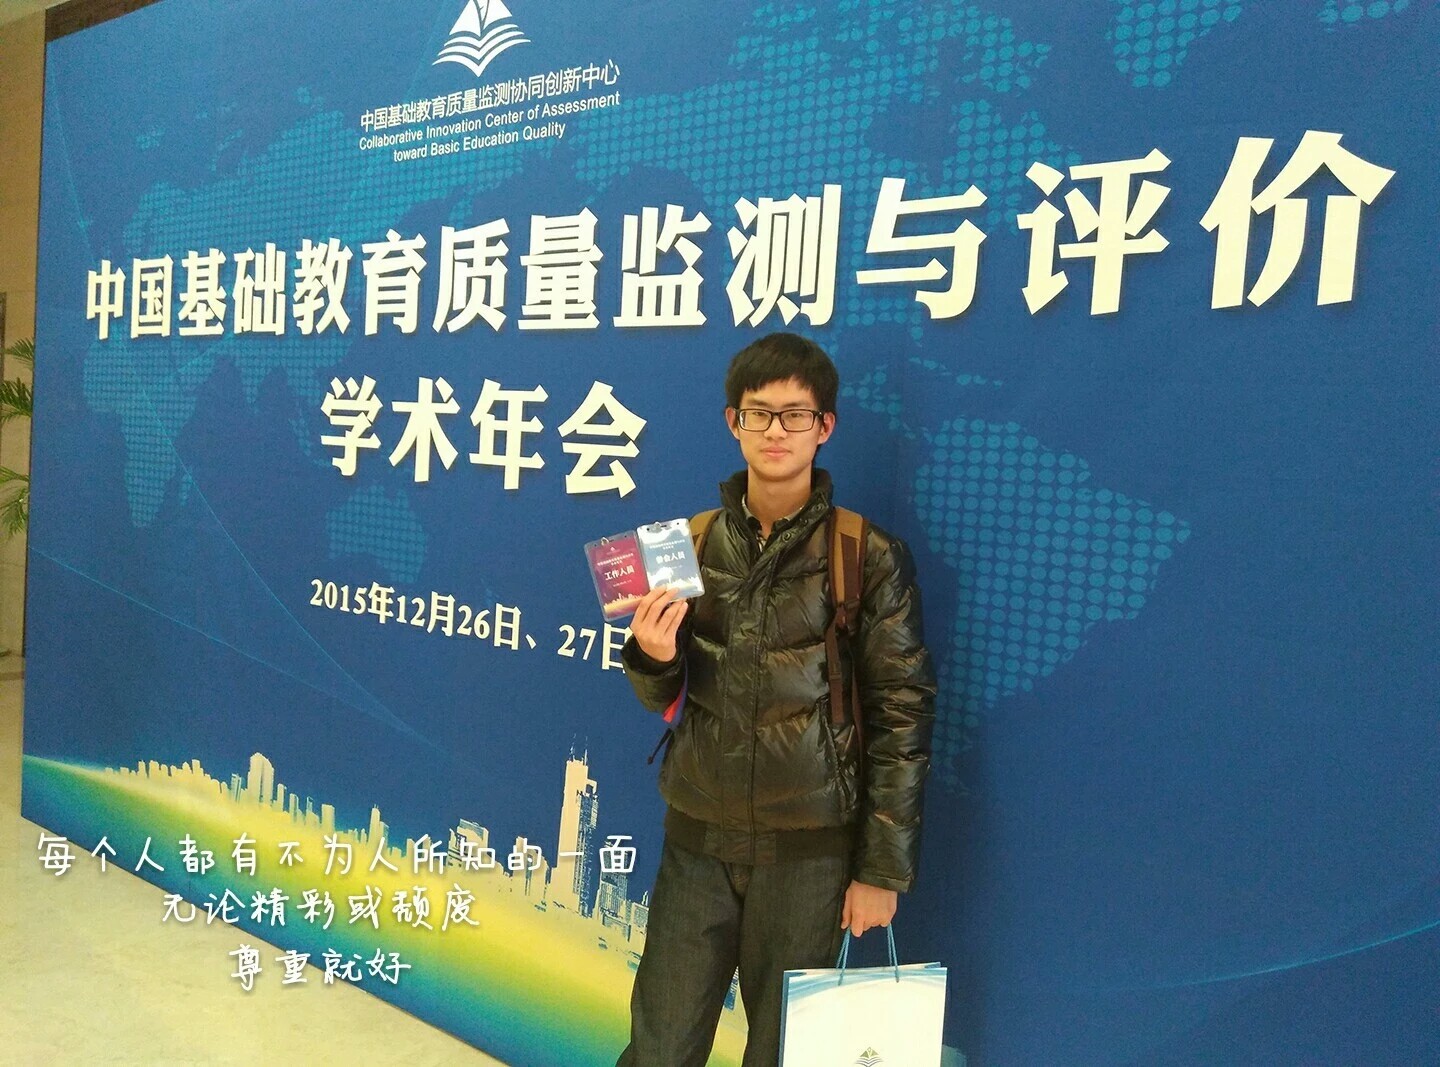 中国基础教育质量监测协同创新中心
Collaborative Innovation Center of Assessment
toward Basic Education Quality
中国基础教育质量监测与评价
学术年会
2015年12月26日、27日
工作人员
参会人员
每个人都有不为人所知的一面
无论精彩或颓废
尊重就好